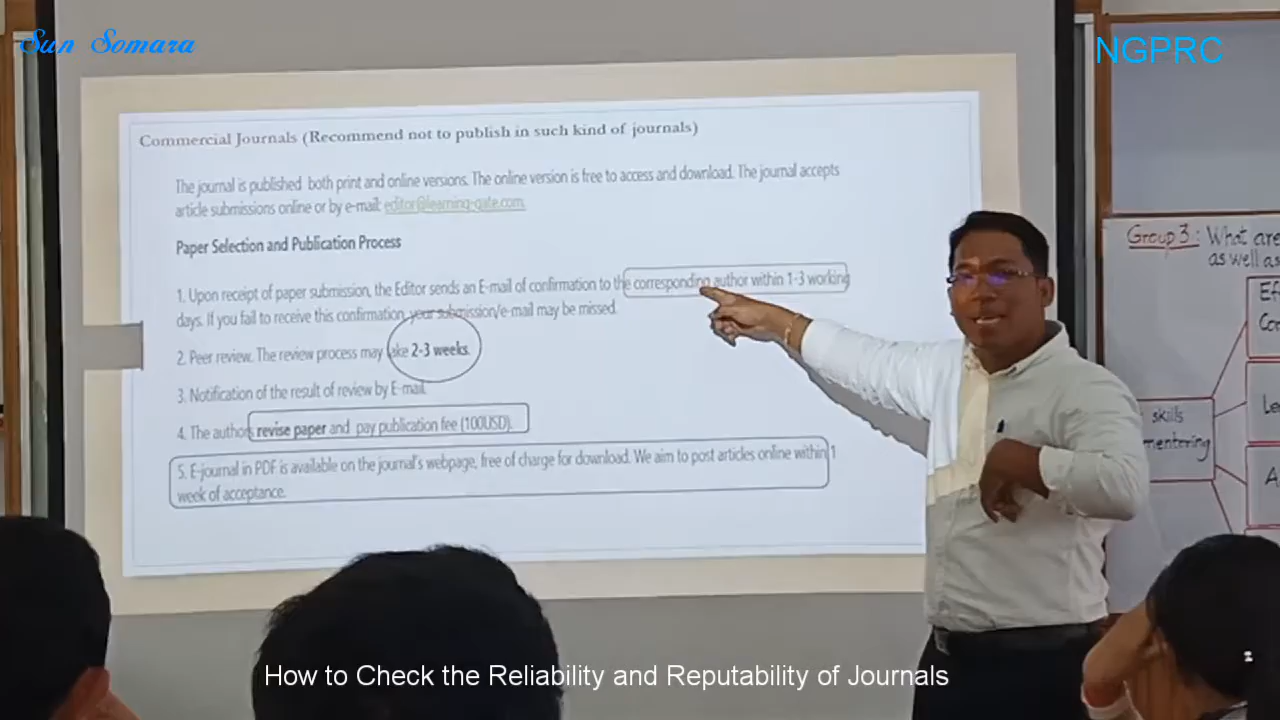 Sun Somara
NGPRC
Commercial Journals (Recommend not to publish in such kind of journals)
The journal is published both print and online versions. The online version is free to access and download. The journal accepts
article submissions online or by e-mail: editor@learning-gate.com.
Paper Selection and Publication Process
1. Upon receipt of paper submission, the Editor sends an E-mail of confirmation to the corresponding author within 1-3 working
days. If you fail to receive this confirmation, your submission/e-mail may be missed.
2. Peer review. The review process may take 2-3 weeks.
3. Notification of the result of review by E-mail.
4. The authors revise paper and pay publication fee (100USD).
5. E-journal in PDF is available on the journal's webpage, free of charge for download. We aim to post articles online within 1
week of acceptance.
Group 3: What are
as well as
skills
mentoring
How to Check the Reliability and Reputability of Journals